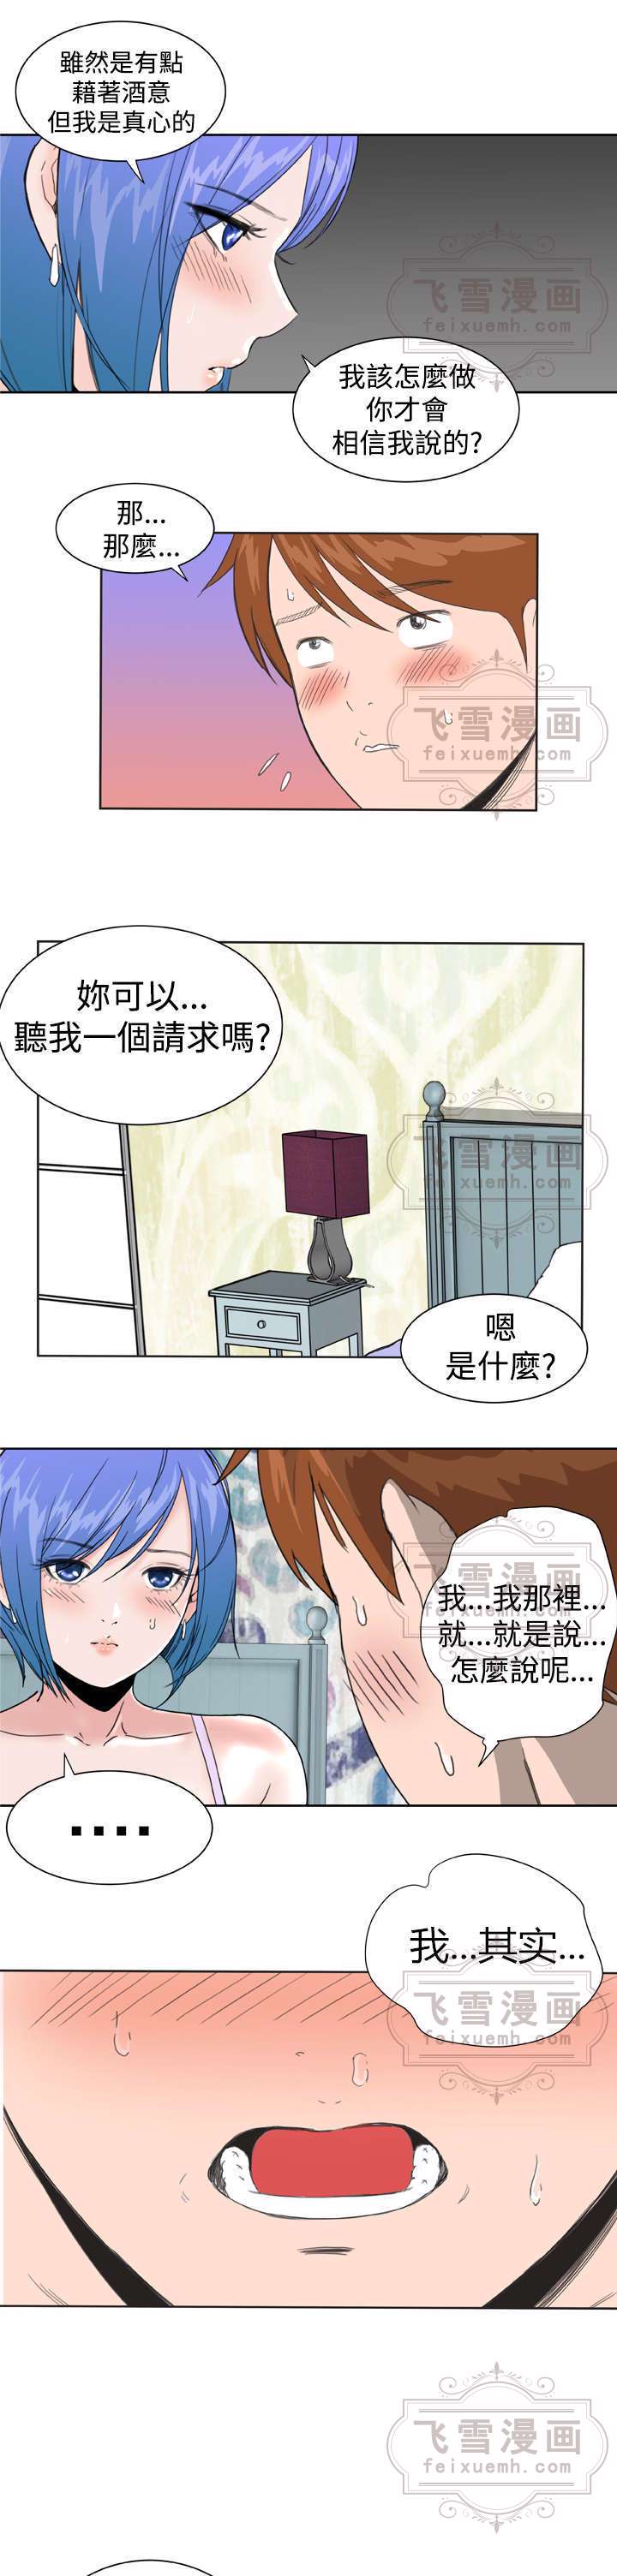 雖然是有點
藉著酒意
但我是真心的
飞雪漫画
feixuemh.com
我該怎麼做
你才會
相信我說的?
那...
那麼...
飞雪漫画
feixuemh.com
妳可以...
聽我一個請求嗎?
飞雪漫画
feixuemh.com
嗯
是什麼?
飞雪漫画
feixuemh.com
我...我那裡...
就...就是說...
怎麼說呢...
....
我...其实...
飞雪漫画
feixuemh.com
飞雪漫画
feixuemh.com